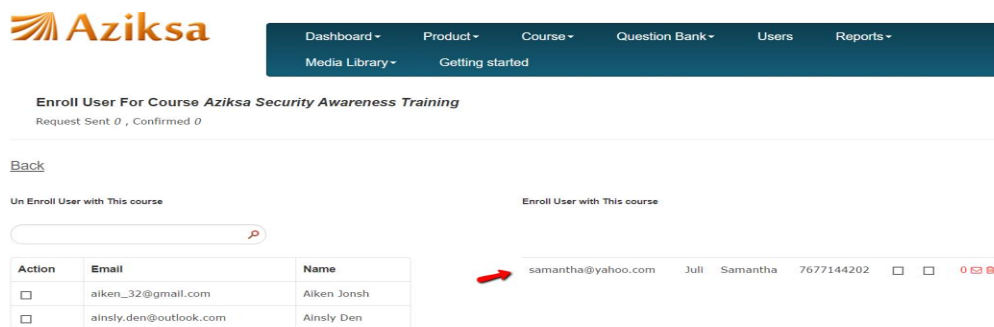 Aziksa
Dashboard Product Course Question Bank Users Reports
Media Library Getting started
Enroll User For Course Aziksa Security Awareness Training
Request Sent 0 , Confirmed 0
Back
Un Enroll User with This course
Enroll User with This course
Action Email Name
aiken_32@gmail.com Aiken Jonsh
ainsly.den@outlook.com Ainsly Den
samantha@yahoo.com Juli Samantha 7677144202 0